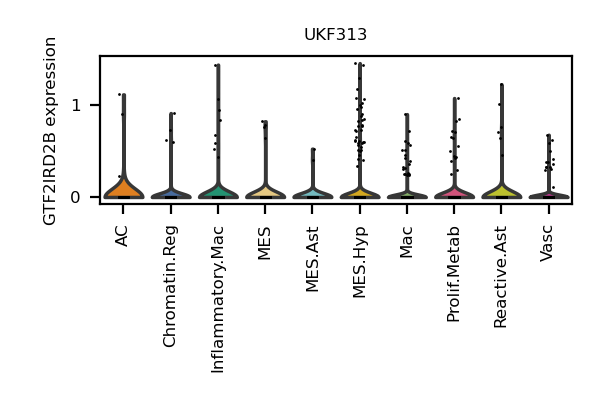 UKF313
GTF2IRD2B expression
1
0
AC
Chromatin.Reg
Inflammatory.Mac
MES
MES.Ast
MES.Hyp
Mac
Prolif.Metab
Reactive.Ast
Vasc